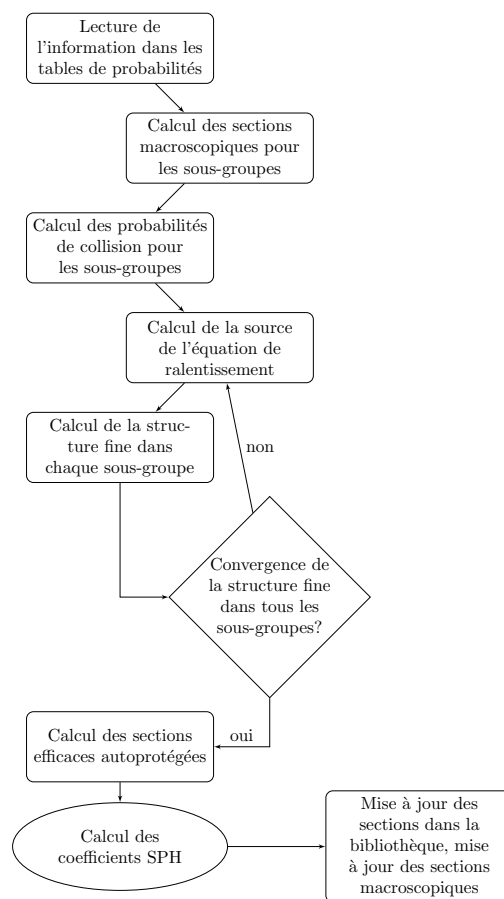 Lecture de
l'information dans les
tables de probabilités
Calcul des sections
macroscopiques pour
les sous-groupes
Calcul des probabilités
de collision pour
les sous-groupes
Calcul de la source
de l'équation de
ralentissement
Calcul de la struc-
ture fine dans
chaque sous-groupe
non
Convergence de
la structure fine
dans tous les
sous-groupes?
oui
Calcul des sections
efficaces autoprotégées
Calcul des
coefficients SPH
Mise à jour des
sections dans la
bibliothèque, mise
à jour des sections
macroscopiques